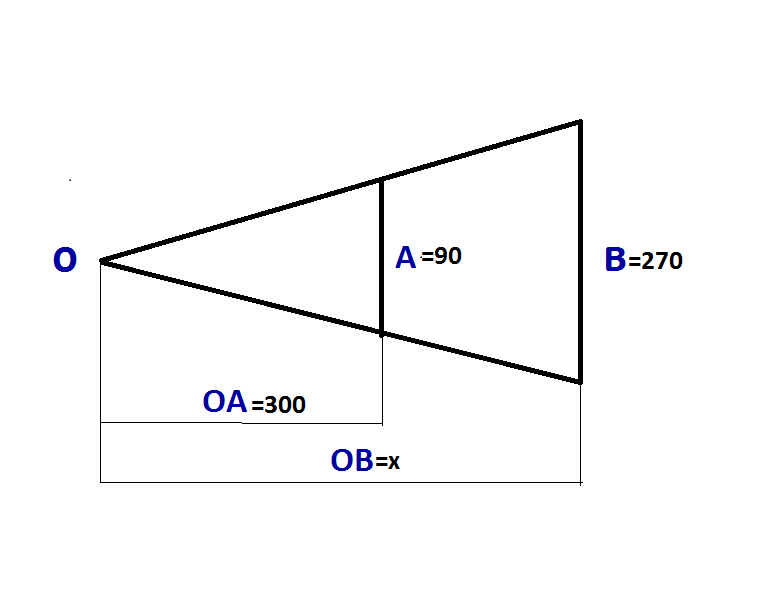 O
A =90
B=270
OA =300
OB=x